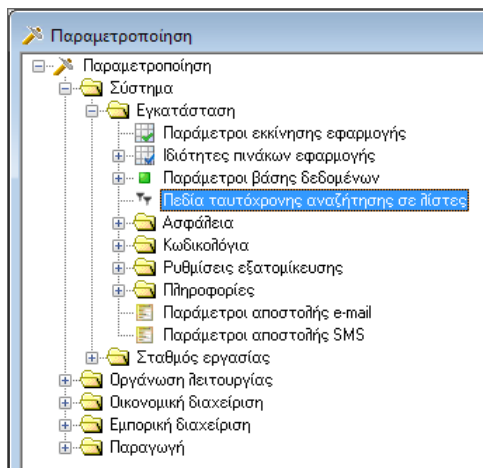 Παραμετροποίηση
Παραμετροποίηση
Σύστημα
Εγκατάσταση
Παράμετροι εκκίνησης εφαρμογής
Ιδιότητες πινάκων εφαρμογής
Παράμετροι βάσης δεδομένων
Πεδία ταυτόχρονης αναζήτησης σε λίστες
Ασφάλεια
Κωδικολόγια
Ρυθμίσεις εξατομίκευσης
Πληροφορίες
Παράμετροι αποστολής e-mail
Παράμετροι αποστολής SMS
Σταθμός εργασίας
Οργάνωση λειτουργίας
Οικονομική διαχείριση
Εμπορική διαχείριση
Παραγωγή